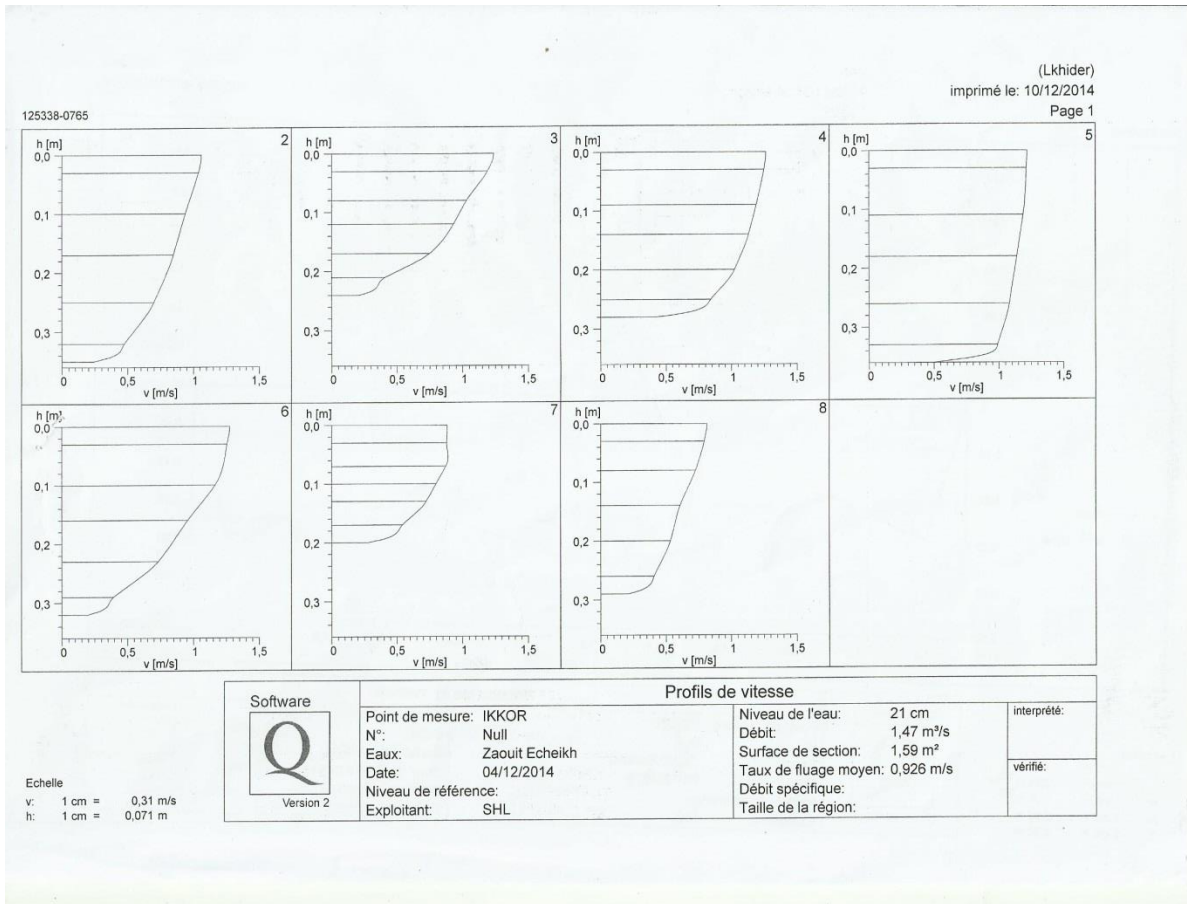 (Lkhider)
imprimé le: 10/12/2014
Page 1
125338-0765
2
h [m]
0,0
0,1
0,2
0,3
0 0,5 1 1,5
v [m/s]
3
h [m]
0,0
0,1
0,2
0,3
0 0,5 1 1,5
v [m/s]
4
h [m]
0,0
0,1
0,2
0,3
0 0,5 1 1,5
v [m/s]
5
h [m]
0,0
0,1
0,2
0,3
0 0,5 1 1,5
v [m/s]
6
h [m]
0,0
0,1
0,2
0,3
0 0,5 1 1,5
v [m/s]
7
h [m]
0,0
0,1
0,2
0,3
0 0,5 1 1,5
v [m/s]
8
h [m]
0,0
0,1
0,2
0,3
0 0,5 1 1,5
v [m/s]
Echelle
v: 1 cm = 0,31 m/s
h: 1 cm = 0,071 m
Software
Q
Version 2
Profils de vitesse
Point de mesure: IKKOR
N°: Null
Eaux: Zaouit Echeikh
Date: 04/12/2014
Niveau de référence:
Exploitant: SHL
Niveau de l'eau: 21 cm
Débit: 1,47 m³/s
Surface de section: 1,59 m²
Taux de fluage moyen: 0,926 m/s
Débit spécifique:
Taille de la région:
interprété:
vérifié: